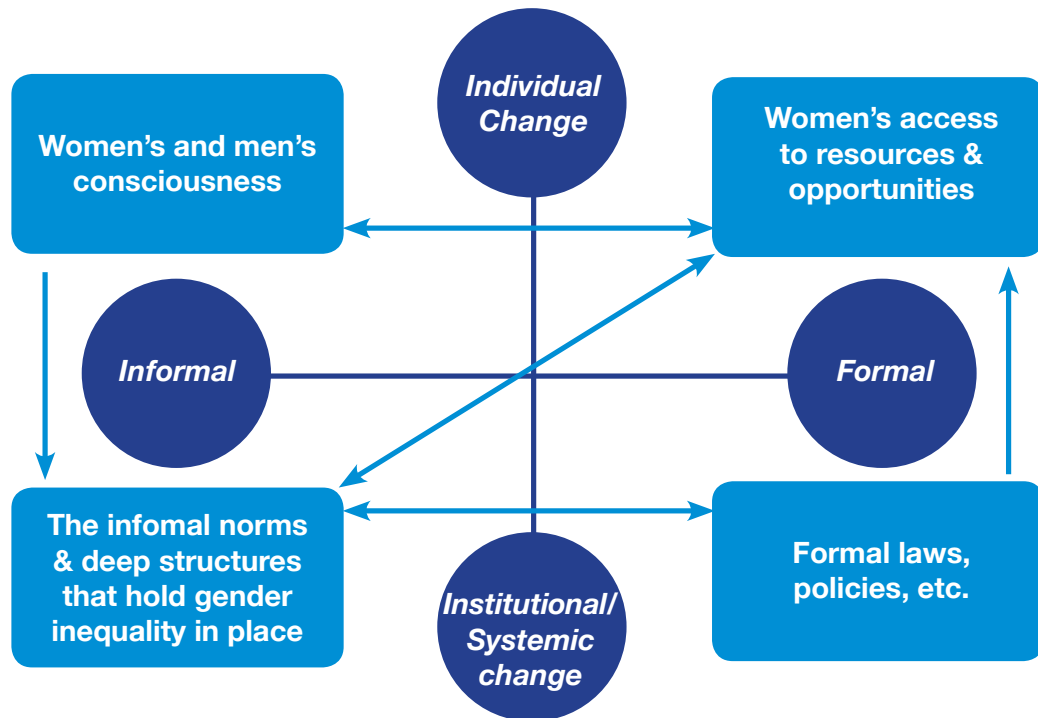 Individual
Change
Women's and men's
consciousness
Women's access
to resources &
opportunities
Informal
Formal
The infomal norms
& deep structures
that hold gender
inequality in place
Institutional/
Systemic
change
Formal laws,
policies, etc.